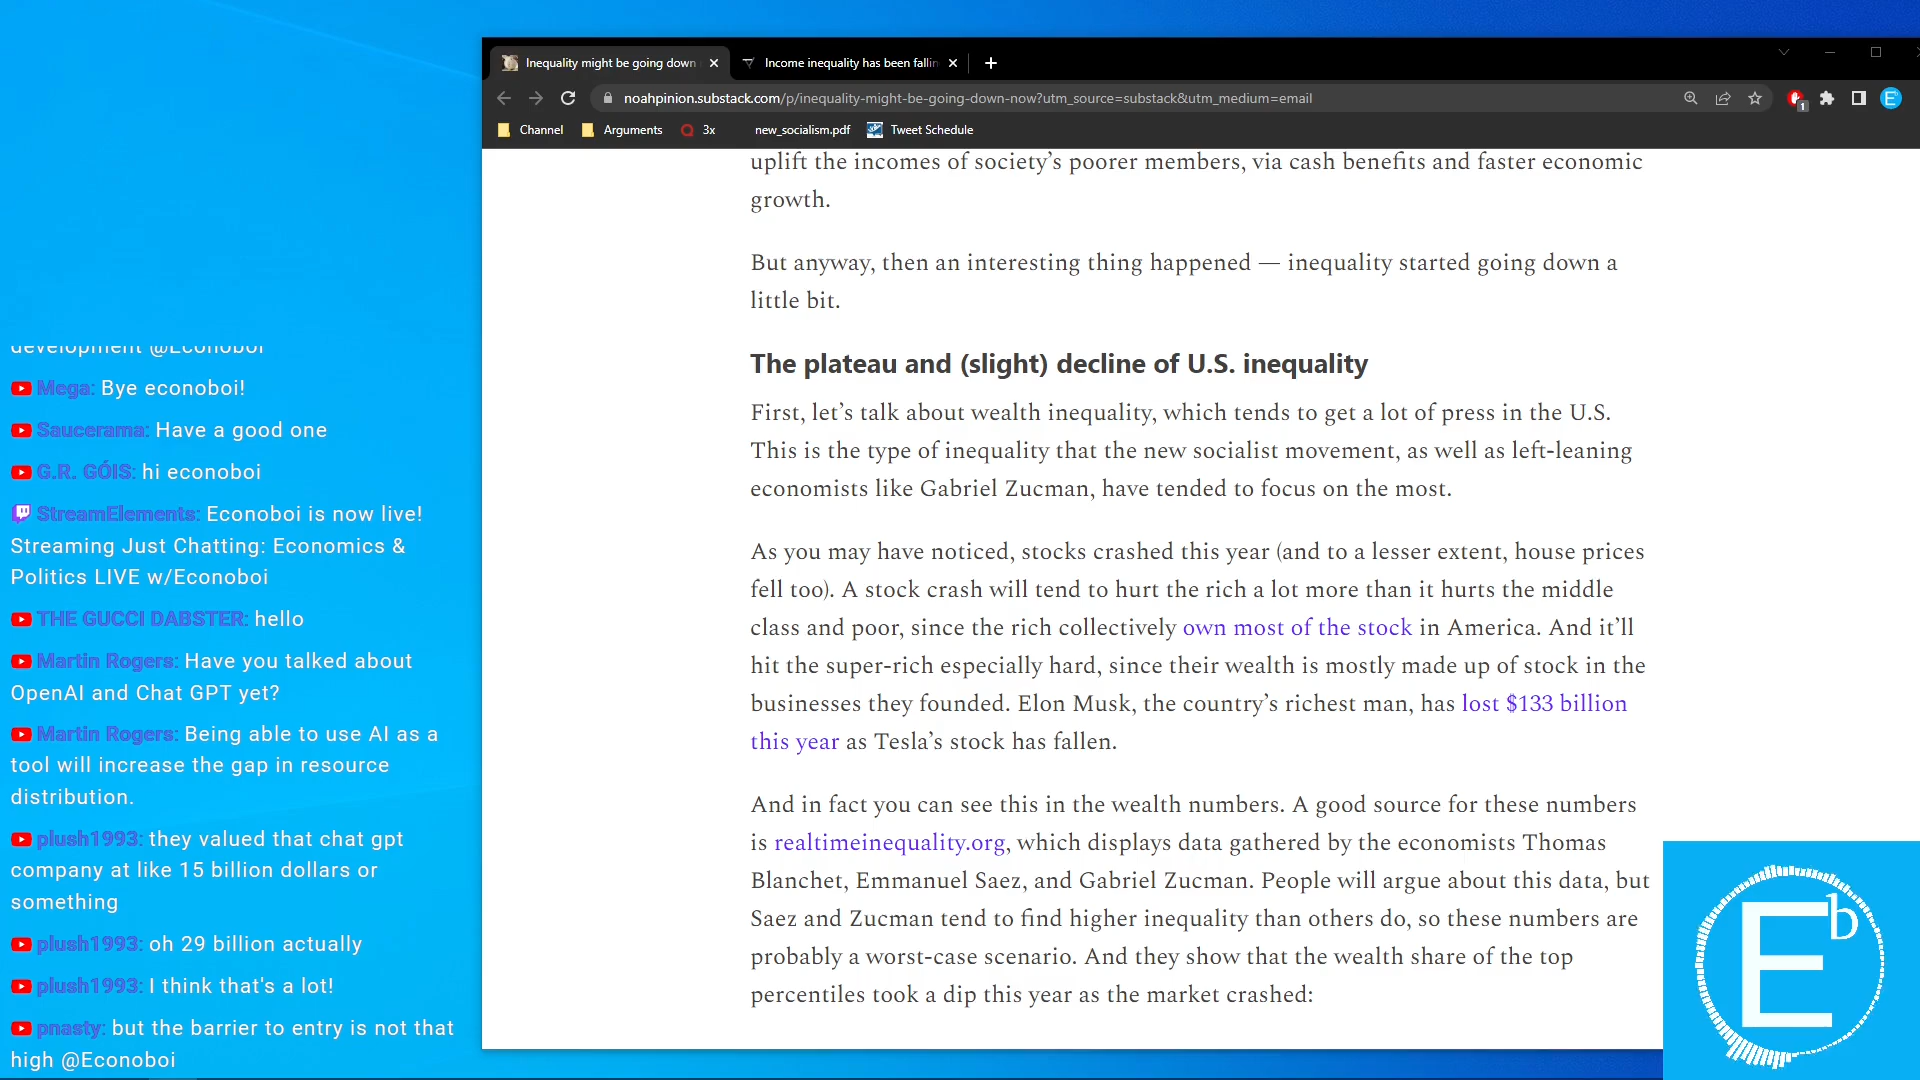 Inequality might be going down
Income inequality has been fallin
noahpinion.substack.com/p/inequality-might-be-going-down-now?utm_source=substack&utm_medium=email
1
E
Channel
Arguments
3x
new_socialism.pdf
Tweet Schedule
development @Econoboi
Mega: Bye econoboi!
Saucerama: Have a good one
G.R. GÓIS: hi econoboi
StreamElements: Econoboi is now live!
Streaming Just Chatting: Economics &
Politics LIVE w/Econoboi
THE GUCCI DABSTER: hello
Martin Rogers: Have you talked about
OpenAI and Chat GPT yet?
Martin Rogers: Being able to use AI as a
tool will increase the gap in resource
distribution.
plush1993: they valued that chat gpt
company at like 15 billion dollars or
something
plush1993: oh 29 billion actually
plush1993: I think that's a lot!
pnasty: but the barrier to entry is not that
high @Econoboi
uplift the incomes of society’s poorer members, via cash benefits and faster economic
growth.
But anyway, then an interesting thing happened — inequality started going down a
little bit.
The plateau and (slight) decline of U.S. inequality
First, let’s talk about wealth inequality, which tends to get a lot of press in the U.S.
This is the type of inequality that the new socialist movement, as well as left-leaning
economists like Gabriel Zucman, have tended to focus on the most.
As you may have noticed, stocks crashed this year (and to a lesser extent, house prices
fell too). A stock crash will tend to hurt the rich a lot more than it hurts the middle
class and poor, since the rich collectively own most of the stock in America. And it’ll
hit the super-rich especially hard, since their wealth is mostly made up of stock in the
businesses they founded. Elon Musk, the country’s richest man, has lost $133 billion
this year as Tesla’s stock has fallen.
And in fact you can see this in the wealth numbers. A good source for these numbers
is realtimeinequality.org, which displays data gathered by the economists Thomas
Blanchet, Emmanuel Saez, and Gabriel Zucman. People will argue about this data, but
Saez and Zucman tend to find higher inequality than others do, so these numbers are
probably a worst-case scenario. And they show that the wealth share of the top
percentiles took a dip this year as the market crashed:
Eb